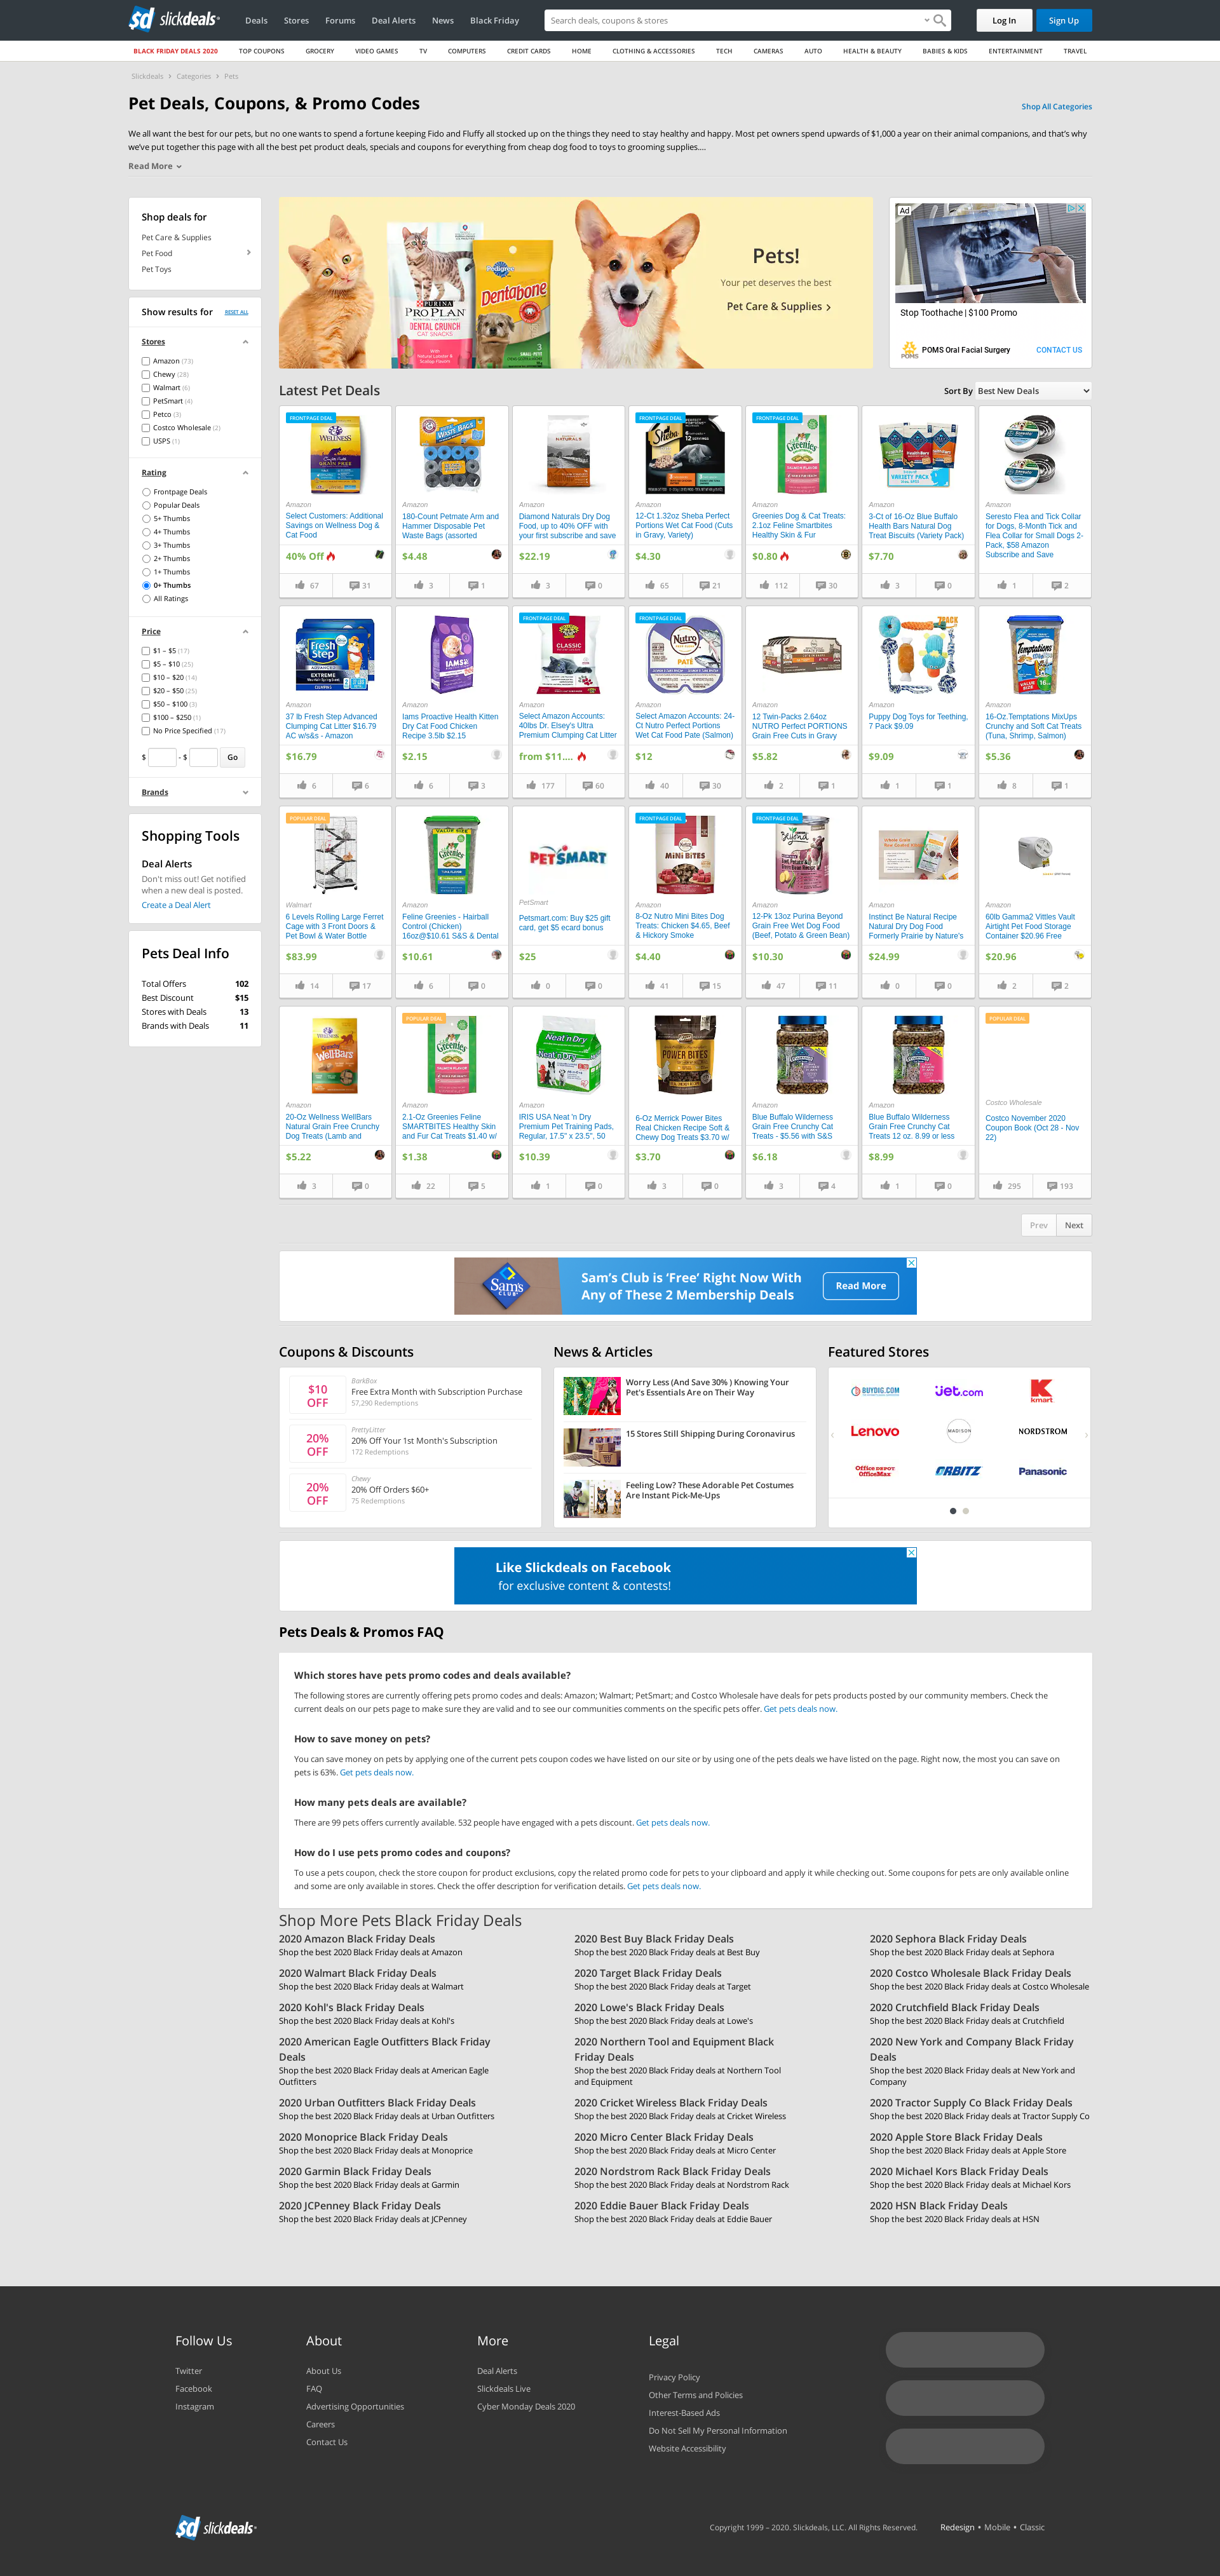 slickdeals
Deals
Stores
Forums
Deal Alerts
News
Black Friday
Search deals, coupons & stores
Log In
Sign Up
BLACK FRIDAY DEALS 2020
TOP COUPONS
GROCERY
VIDEO GAMES
TV
COMPUTERS
CREDIT CARDS
HOME
CLOTHING & ACCESSORIES
TECH
CAMERAS
AUTO
HEALTH & BEAUTY
BABIES & KIDS
ENTERTAINMENT
TRAVEL
Slickdeals › Categories › Pets
Pet Deals, Coupons, & Promo Codes
Shop All Categories
We all want the best for our pets, but no one wants to spend a fortune keeping Fido and Fluffy all stocked up on the things they need to stay healthy and happy. Most pet owners spend upwards of $1,000 a year on their animal companions, and that's why
we've put together this page with all the best pet product deals, specials and coupons for everything from cheap dog food to toys to grooming supplies....
Read More
Shop deals for
Pet Care & Supplies
Pet Food
Pet Toys
Show results for
RESET ALL
Stores
Amazon (73)
Chewy (28)
Walmart (6)
PetSmart (4)
Petco (3)
Costco Wholesale (2)
USPS (1)
Rating
Frontpage Deals
Popular Deals
5+ Thumbs
4+ Thumbs
3+ Thumbs
2+ Thumbs
1+ Thumbs
0+ Thumbs
All Ratings
Price
$1 – $5 (17)
$5 – $10 (25)
$10 – $20 (14)
$20 – $50 (25)
$50 – $100 (3)
$100 – $250 (1)
No Price Specified (17)
$ - $ Go
Brands
Shopping Tools
Deal Alerts
Don't miss out! Get notified
when a new deal is posted.
Create a Deal Alert
Pets Deal Info
Total Offers 102
Best Discount $15
Stores with Deals 13
Brands with Deals 11
PURINA
PRO PLAN
DENTAL CRUNCH
CAT SNACKS
Pedigree
Dentabone
Pets!
Your pet deserves the best
Pet Care & Supplies
Ad
Stop Toothache | $100 Promo
POMS
POMS Oral Facial Surgery
CONTACT US
Latest Pet Deals
Sort By Best New Deals
FRONTPAGE DEAL
Amazon
Select Customers: Additional
Savings on Wellness Dog &
Cat Food
40% Off
67 31
Amazon
180-Count Petmate Arm and
Hammer Disposable Pet
Waste Bags (assorted
$4.48
3 1
Amazon
Diamond Naturals Dry Dog
Food, up to 40% OFF with
your first subscribe and save
$22.19
3 0
FRONTPAGE DEAL
Amazon
12-Ct 1.32oz Sheba Perfect
Portions Wet Cat Food (Cuts
in Gravy, Variety)
$4.30
65 21
FRONTPAGE DEAL
Amazon
Greenies Dog & Cat Treats:
2.1oz Feline Smartbites
Healthy Skin & Fur
$0.80
112 30
Amazon
3-Ct of 16-Oz Blue Buffalo
Health Bars Natural Dog
Treat Biscuits (Variety Pack)
$7.70
3 0
Amazon
Seresto Flea and Tick Collar
for Dogs, 8-Month Tick and
Flea Collar for Small Dogs 2-
Pack, $58 Amazon
Subscribe and Save
1 2
Amazon
37 lb Fresh Step Advanced
Clumping Cat Litter $16.79
AC w/s&s - Amazon
$16.79
6 6
Amazon
Iams Proactive Health Kitten
Dry Cat Food Chicken
Recipe 3.5lb $2.15
$2.15
6 3
FRONTPAGE DEAL
Amazon
Select Amazon Accounts:
40lbs Dr. Elsey's Ultra
Premium Clumping Cat Litter
from $11....
177 60
FRONTPAGE DEAL
Amazon
Select Amazon Accounts: 24-
Ct Nutro Perfect Portions
Wet Cat Food Pate (Salmon)
$12
40 30
Amazon
12 Twin-Packs 2.64oz
NUTRO Perfect PORTIONS
Grain Free Cuts in Gravy
$5.82
2 1
Amazon
Puppy Dog Toys for Teething,
7 Pack $9.09
$9.09
1 1
Amazon
16-Oz.Temptations MixUps
Crunchy and Soft Cat Treats
(Tuna, Shrimp, Salmon)
$5.36
8 1
POPULAR DEAL
Walmart
6 Levels Rolling Large Ferret
Cage with 3 Front Doors &
Pet Bowl & Water Bottle
$83.99
14 17
Amazon
Feline Greenies - Hairball
Control (Chicken)
16oz@$10.61 S&S & Dental
$10.61
6 0
PETSMART
PetSmart
Petsmart.com: Buy $25 gift
card, get $5 ecard bonus
$25
0 0
FRONTPAGE DEAL
Amazon
8-Oz Nutro Mini Bites Dog
Treats: Chicken $4.65, Beef
& Hickory Smoke
$4.40
41 15
FRONTPAGE DEAL
Amazon
12-Pk 13oz Purina Beyond
Grain Free Wet Dog Food
(Beef, Potato & Green Bean)
$10.30
47 11
Amazon
Instinct Be Natural Recipe
Natural Dry Dog Food
Formerly Prairie by Nature's
$24.99
0 0
Amazon
60lb Gamma2 Vittles Vault
Airtight Pet Food Storage
Container $20.96 Free
$20.96
2 2
Amazon
20-Oz Wellness WellBars
Natural Grain Free Crunchy
Dog Treats (Lamb and
$5.22
3 0
POPULAR DEAL
Amazon
2.1-Oz Greenies Feline
SMARTBITES Healthy Skin
and Fur Cat Treats $1.40 w/
$1.38
22 5
Amazon
IRIS USA Neat 'n Dry
Premium Pet Training Pads,
Regular, 17.5" x 23.5", 50
$10.39
1 0
6-Oz Merrick Power Bites
Real Chicken Recipe Soft &
Chewy Dog Treats $3.70 w/
$3.70
3 0
Amazon
Blue Buffalo Wilderness
Grain Free Crunchy Cat
Treats - $5.56 with S&S
$6.18
3 4
Amazon
Blue Buffalo Wilderness
Grain Free Crunchy Cat
Treats 12 oz. 8.99 or less
$8.99
1 0
POPULAR DEAL
Costco Wholesale
Costco November 2020
Coupon Book (Oct 28 - Nov
22)
295 193
Prev Next
Sam's CLUB
Sam's Club is 'Free' Right Now With
Any of These 2 Membership Deals
Read More
Coupons & Discounts
$10
OFF
BarkBox
Free Extra Month with Subscription Purchase
57,290 Redemptions
20%
OFF
PrettyLitter
20% Off Your 1st Month's Subscription
172 Redemptions
20%
OFF
Chewy
20% Off Orders $60+
75 Redemptions
News & Articles
Worry Less (And Save 30% ) Knowing Your
Pet's Essentials Are on Their Way
15 Stores Still Shipping During Coronavirus
Feeling Low? These Adorable Pet Costumes
Are Instant Pick-Me-Ups
Featured Stores
BUYDIG.COM
jet.com
kmart
Lenovo
MADISON
NORDSTROM
Office DEPOT
OfficeMax
ORBITZ
Panasonic
Like Slickdeals on Facebook
for exclusive content & contests!
Pets Deals & Promos FAQ
Which stores have pets promo codes and deals available?
The following stores are currently offering pets promo codes and deals: Amazon; Walmart; PetSmart; and Costco Wholesale have deals for pets products posted by our community members. Check the
current deals on our pets page to make sure they are valid and to see our communities comments on the specific pets offer. Get pets deals now.
How to save money on pets?
You can save money on pets by applying one of the current pets coupon codes we have listed on our site or by using one of the pets deals we have listed on the page. Right now, the most you can save on
pets is 63%. Get pets deals now.
How many pets deals are available?
There are 99 pets offers currently available. 532 people have engaged with a pets discount. Get pets deals now.
How do I use pets promo codes and coupons?
To use a pets coupon, check the store coupon for product exclusions, copy the related promo code for pets to your clipboard and apply it while checking out. Some coupons for pets are only available online
and some are only available in stores. Check the offer description for verification details. Get pets deals now.
Shop More Pets Black Friday Deals
2020 Amazon Black Friday Deals
Shop the best 2020 Black Friday deals at Amazon
2020 Best Buy Black Friday Deals
Shop the best 2020 Black Friday deals at Best Buy
2020 Sephora Black Friday Deals
Shop the best 2020 Black Friday deals at Sephora
2020 Walmart Black Friday Deals
Shop the best 2020 Black Friday deals at Walmart
2020 Target Black Friday Deals
Shop the best 2020 Black Friday deals at Target
2020 Costco Wholesale Black Friday Deals
Shop the best 2020 Black Friday deals at Costco Wholesale
2020 Kohl's Black Friday Deals
Shop the best 2020 Black Friday deals at Kohl's
2020 Lowe's Black Friday Deals
Shop the best 2020 Black Friday deals at Lowe's
2020 Crutchfield Black Friday Deals
Shop the best 2020 Black Friday deals at Crutchfield
2020 American Eagle Outfitters Black Friday
Deals
Shop the best 2020 Black Friday deals at American Eagle
Outfitters
2020 Northern Tool and Equipment Black
Friday Deals
Shop the best 2020 Black Friday deals at Northern Tool
and Equipment
2020 New York and Company Black Friday
Deals
Shop the best 2020 Black Friday deals at New York and
Company
2020 Urban Outfitters Black Friday Deals
Shop the best 2020 Black Friday deals at Urban Outfitters
2020 Cricket Wireless Black Friday Deals
Shop the best 2020 Black Friday deals at Cricket Wireless
2020 Tractor Supply Co Black Friday Deals
Shop the best 2020 Black Friday deals at Tractor Supply Co
2020 Monoprice Black Friday Deals
Shop the best 2020 Black Friday deals at Monoprice
2020 Micro Center Black Friday Deals
Shop the best 2020 Black Friday deals at Micro Center
2020 Apple Store Black Friday Deals
Shop the best 2020 Black Friday deals at Apple Store
2020 Garmin Black Friday Deals
Shop the best 2020 Black Friday deals at Garmin
2020 Nordstrom Rack Black Friday Deals
Shop the best 2020 Black Friday deals at Nordstrom Rack
2020 Michael Kors Black Friday Deals
Shop the best 2020 Black Friday deals at Michael Kors
2020 JCPenney Black Friday Deals
Shop the best 2020 Black Friday deals at JCPenney
2020 Eddie Bauer Black Friday Deals
Shop the best 2020 Black Friday deals at Eddie Bauer
2020 HSN Black Friday Deals
Shop the best 2020 Black Friday deals at HSN
Follow Us
Twitter
Facebook
Instagram
About
About Us
FAQ
Advertising Opportunities
Careers
Contact Us
More
Deal Alerts
Slickdeals Live
Cyber Monday Deals 2020
Legal
Privacy Policy
Other Terms and Policies
Interest-Based Ads
Do Not Sell My Personal Information
Website Accessibility
slickdeals
Copyright 1999 – 2020. Slickdeals, LLC. All Rights Reserved.
Redesign • Mobile • Classic